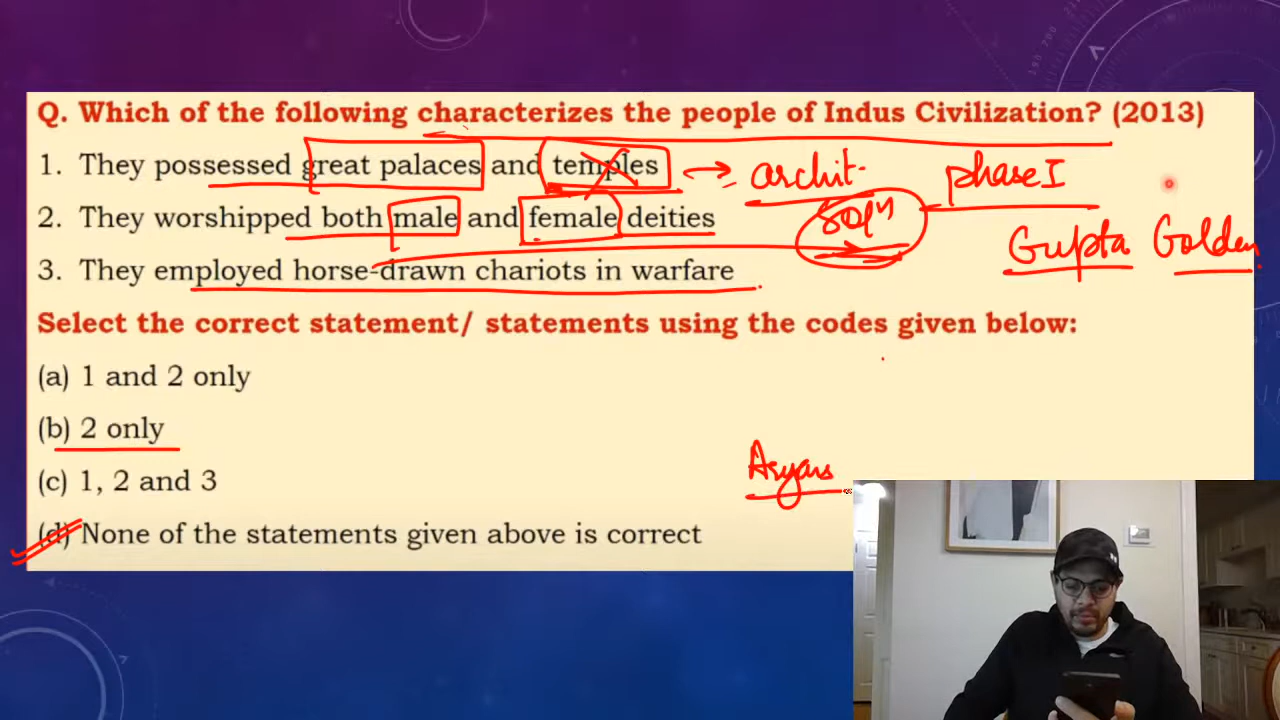 Q. Which of the following characterizes the people of Indus Civilization? (2013)
1. They possessed great palaces and temples → archit. phase I
2. They worshipped both male and female deities
Gupta Golden
3. They employed horse-drawn chariots in warfare
Select the correct statement/ statements using the codes given below:
(a) 1 and 2 only
(b) 2 only
Aryans
(c) 1, 2 and 3
(d) None of the statements given above is correct